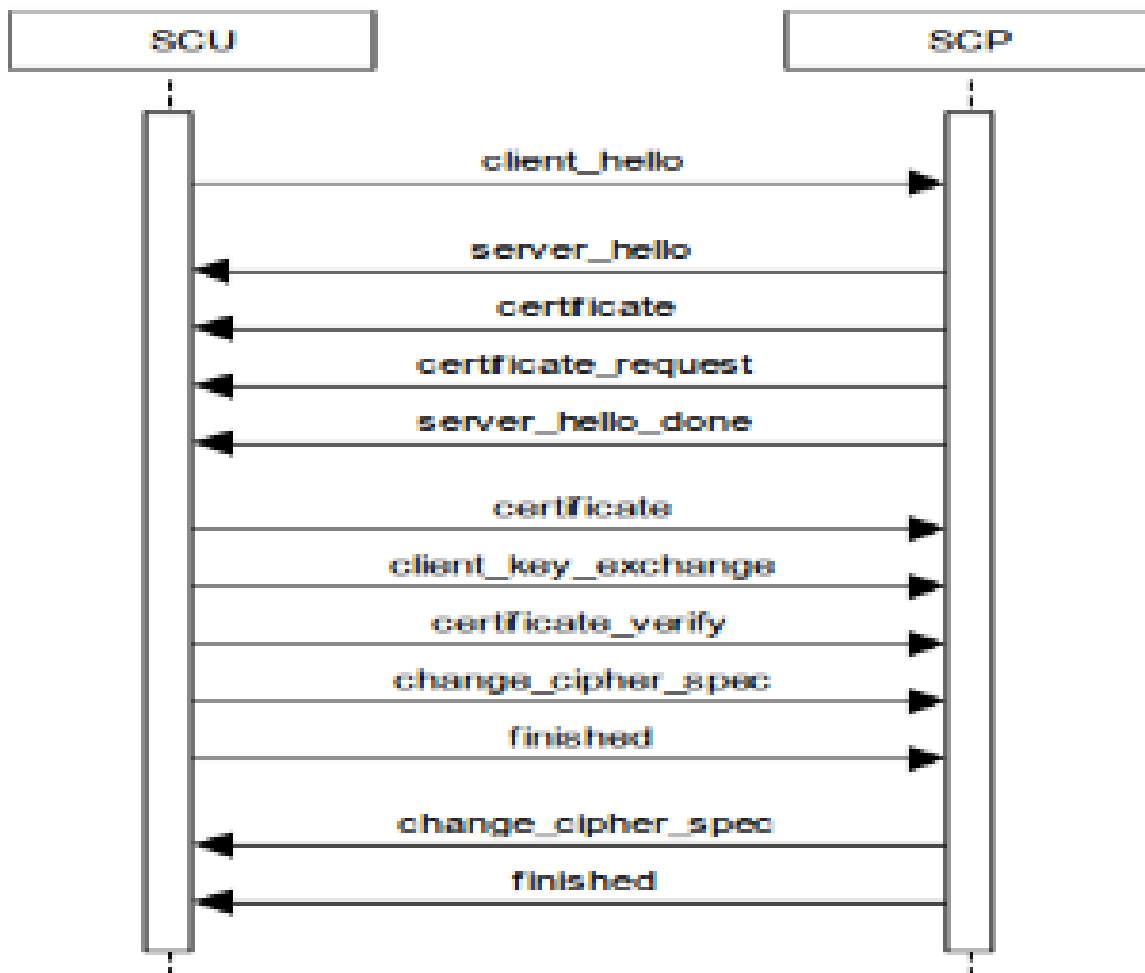 SCU
SCP
client_hello
server_hello
certificate
certificate_request
server_hello_done
certificate
client_key_exchange
certificate_verify
change_cipher_spec
finished
change_cipher_spec
finished